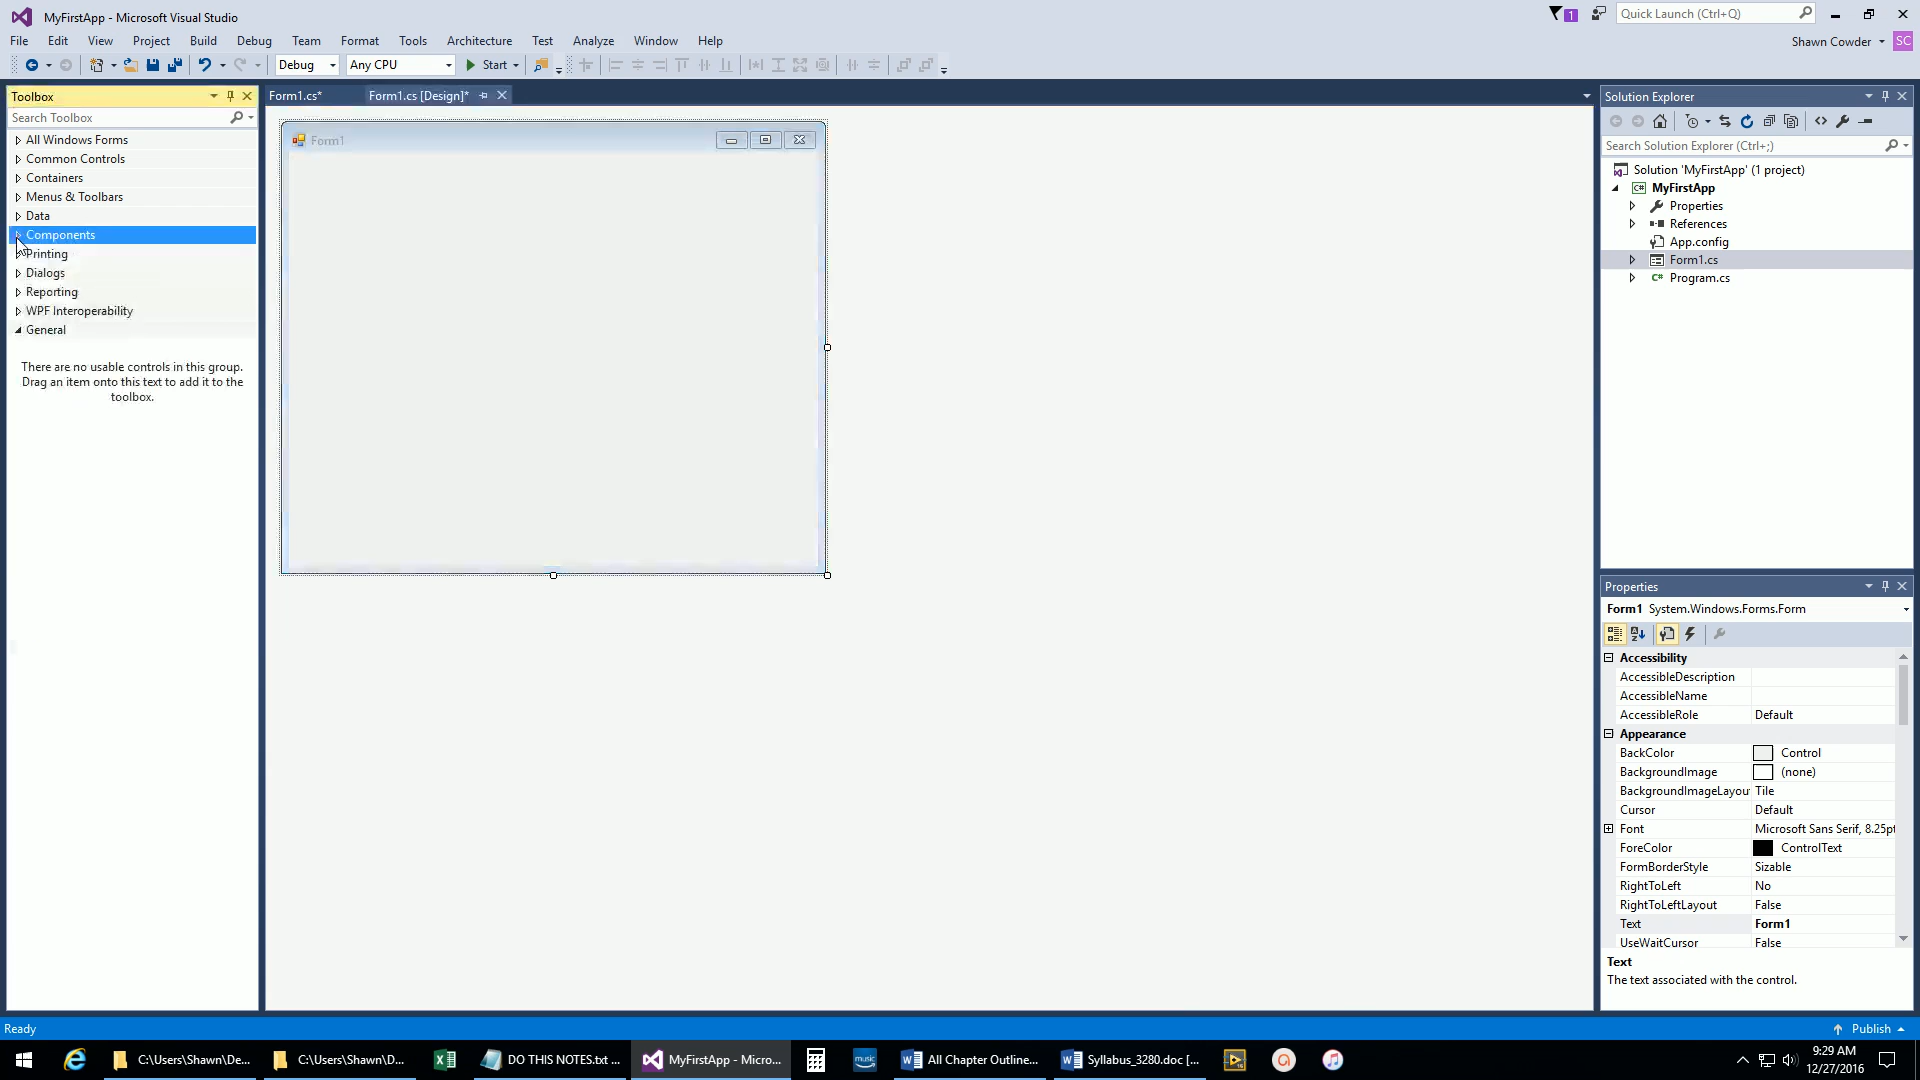 MyFirstApp - Microsoft Visual Studio
1
Quick Launch (Ctrl+Q)
File Edit View Project Build Debug Team Format Tools Architecture Test Analyze Window Help
Shawn Cowder
SC
Debug Any CPU Start
Toolbox
Search Toolbox
All Windows Forms
Common Controls
Containers
Menus & Toolbars
Data
Components
Printing
Dialogs
Reporting
WPF Interoperability
General
There are no usable controls in this group.
Drag an item onto this text to add it to the
toolbox.
Form1.cs* Form1.cs [Design]*
Form1
Solution Explorer
Search Solution Explorer (Ctrl+;)
Solution 'MyFirstApp' (1 project)
MyFirstApp
Properties
References
App.config
Form1.cs
Program.cs
Properties
Form1 System.Windows.Forms.Form
Accessibility
AccessibleDescription
AccessibleName
AccessibleRole Default
Appearance
BackColor Control
BackgroundImage (none)
BackgroundImageLayou Tile
Cursor Default
Font Microsoft Sans Serif, 8.25pt
ForeColor ControlText
FormBorderStyle Sizable
RightToLeft No
RightToLeftLayout False
Text Form1
UseWaitCursor False
Text
The text associated with the control.
Ready
Publish
C:\Users\Shawn\De... C:\Users\Shawn\D... DO THIS NOTES.txt ... MyFirstApp - Micro... music All Chapter Outline... Syllabus_3280.doc [...
9:29 AM
12/27/2016